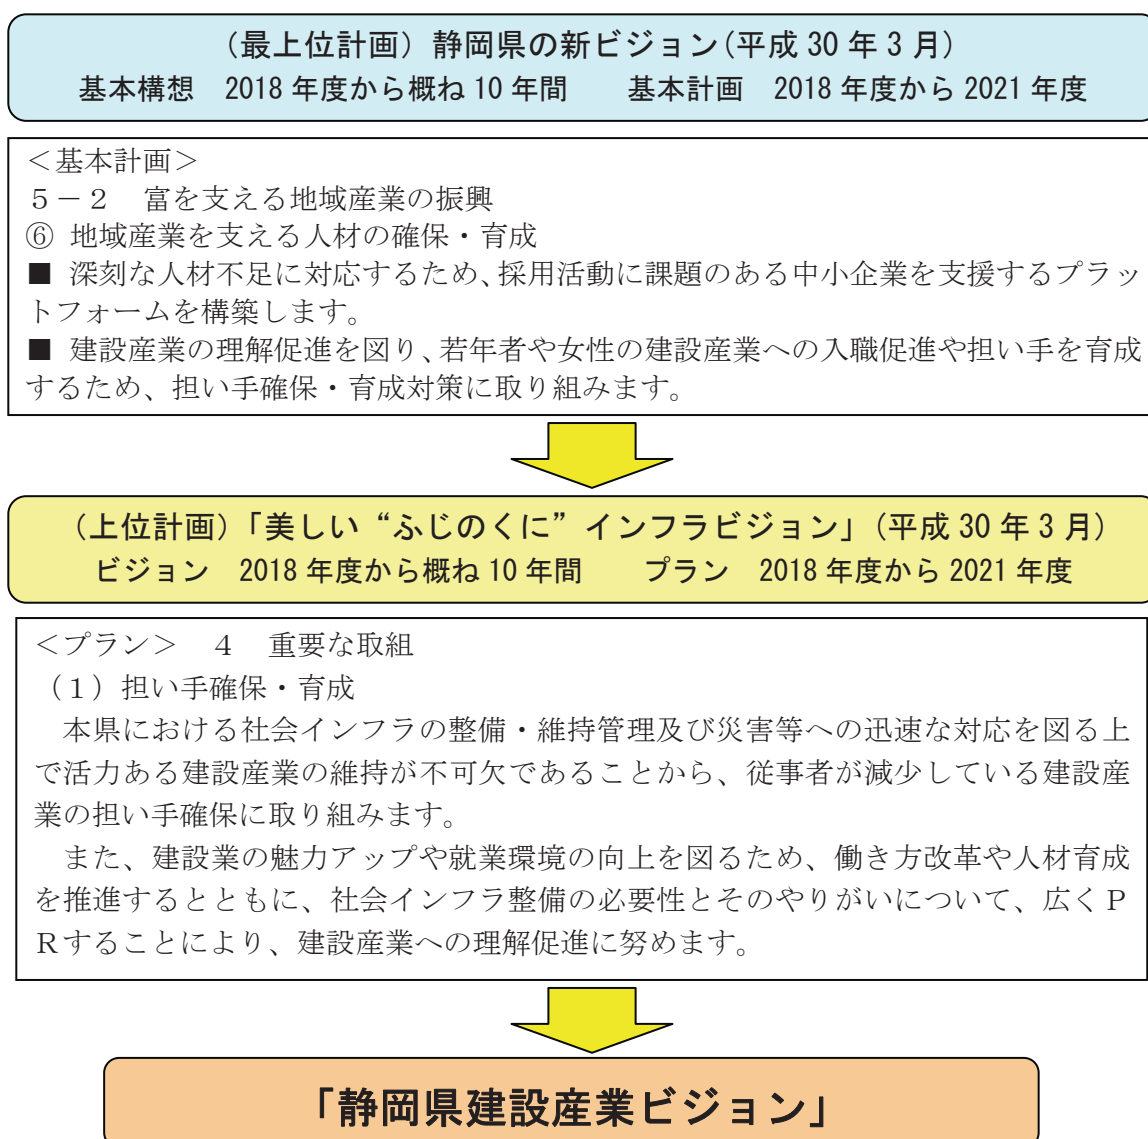 （最上位計画）静岡県の新ビジョン（平成 30 年 3 月）
基本構想　2018 年度から概ね 10 年間　　基本計画　2018 年度から 2021 年度
＜基本計画＞
５－２　富を支える地域産業の振興
⑥ 地域産業を支える人材の確保・育成
■ 深刻な人材不足に対応するため、採用活動に課題のある中小企業を支援するプラッ
トフォームを構築します。
■ 建設産業の理解促進を図り、若年者や女性の建設産業への入職促進や担い手を育成
するため、担い手確保・育成対策に取り組みます。
（上位計画）「美しい“ふじのくに”インフラビジョン」（平成 30 年 3 月）
ビジョン　2018 年度から概ね 10 年間　　プラン　2018 年度から 2021 年度
＜プラン＞　４　重要な取組
（１）担い手確保・育成
　本県における社会インフラの整備・維持管理及び災害等への迅速な対応を図る上
で活力ある建設産業の維持が不可欠であることから、従事者が減少している建設産
業の担い手確保に取り組みます。
　また、建設業の魅力アップや就業環境の向上を図るため、働き方改革や人材育成
を推進するとともに、社会インフラ整備の必要性とそのやりがいについて、広くＰ
Ｒすることにより、建設産業への理解促進に努めます。
「静岡県建設産業ビジョン」